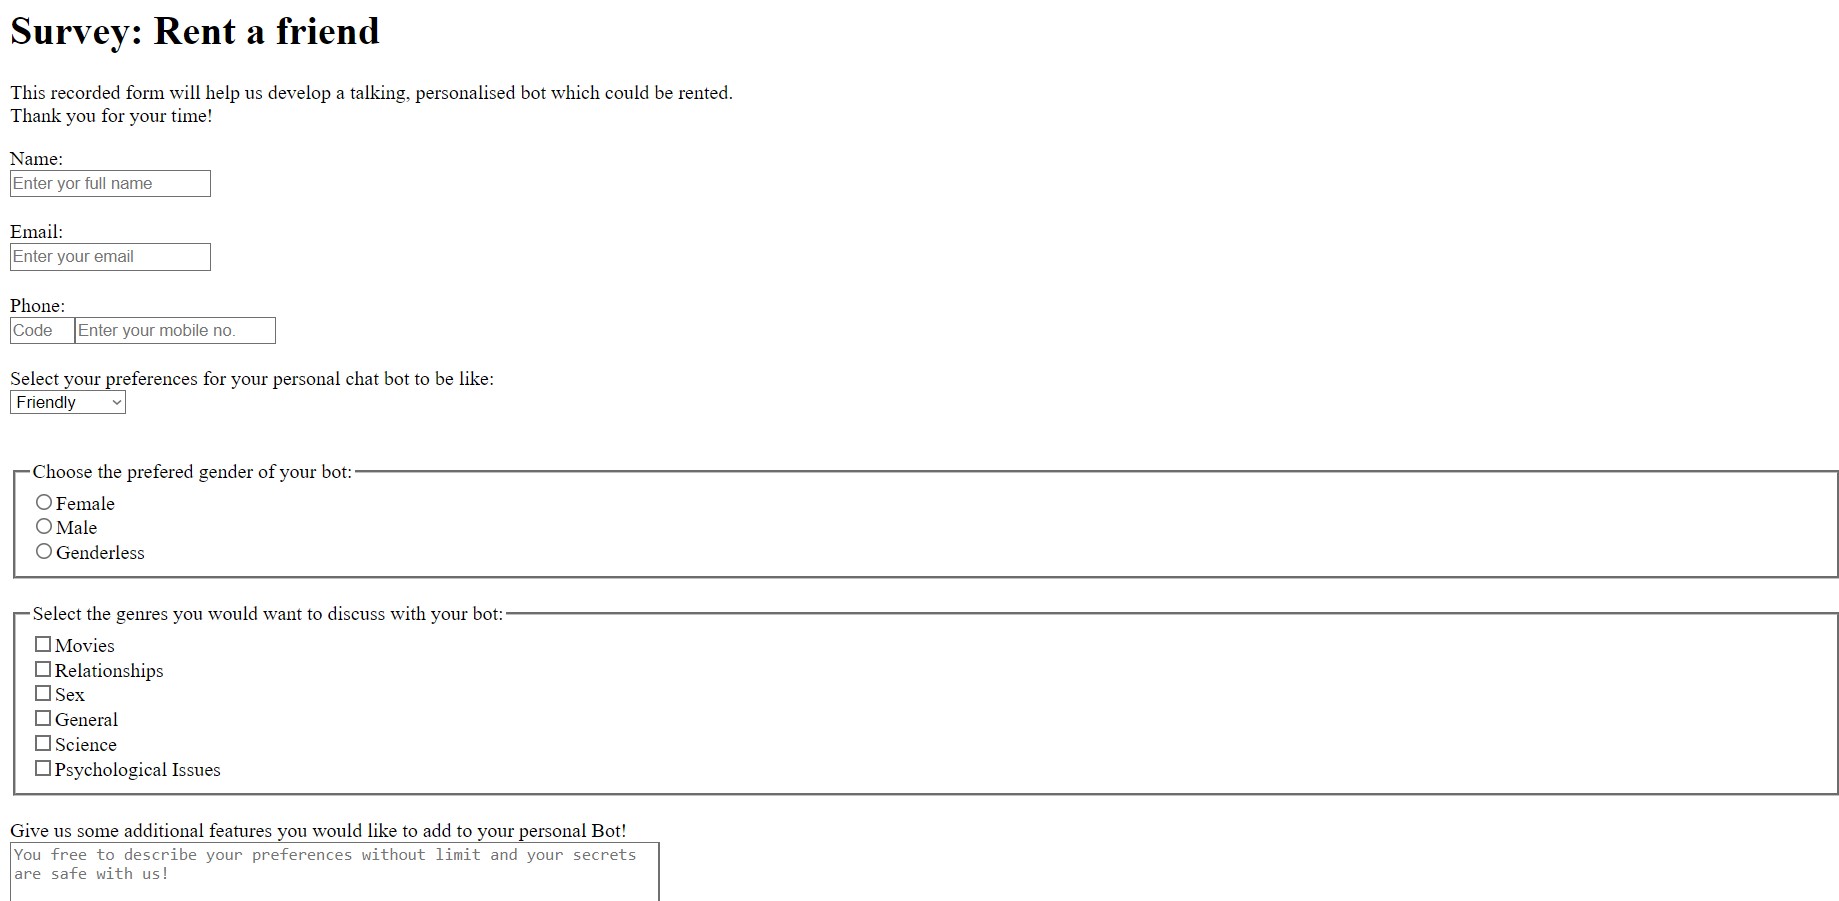 Survey: Rent a friend
This recorded form will help us develop a talking, personalised bot which could be rented.
Thank you for your time!
Name:
Enter yor full name
Email:
Enter your email
Phone:
Code Enter your mobile no.
Select your preferences for your personal chat bot to be like:
Friendly
Choose the prefered gender of your bot:
Female
Male
Genderless
Select the genres you would want to discuss with your bot:
Movies
Relationships
Sex
General
Science
Psychological Issues
Give us some additional features you would like to add to your personal Bot!
You free to describe your preferences without limit and your secrets
are safe with us!